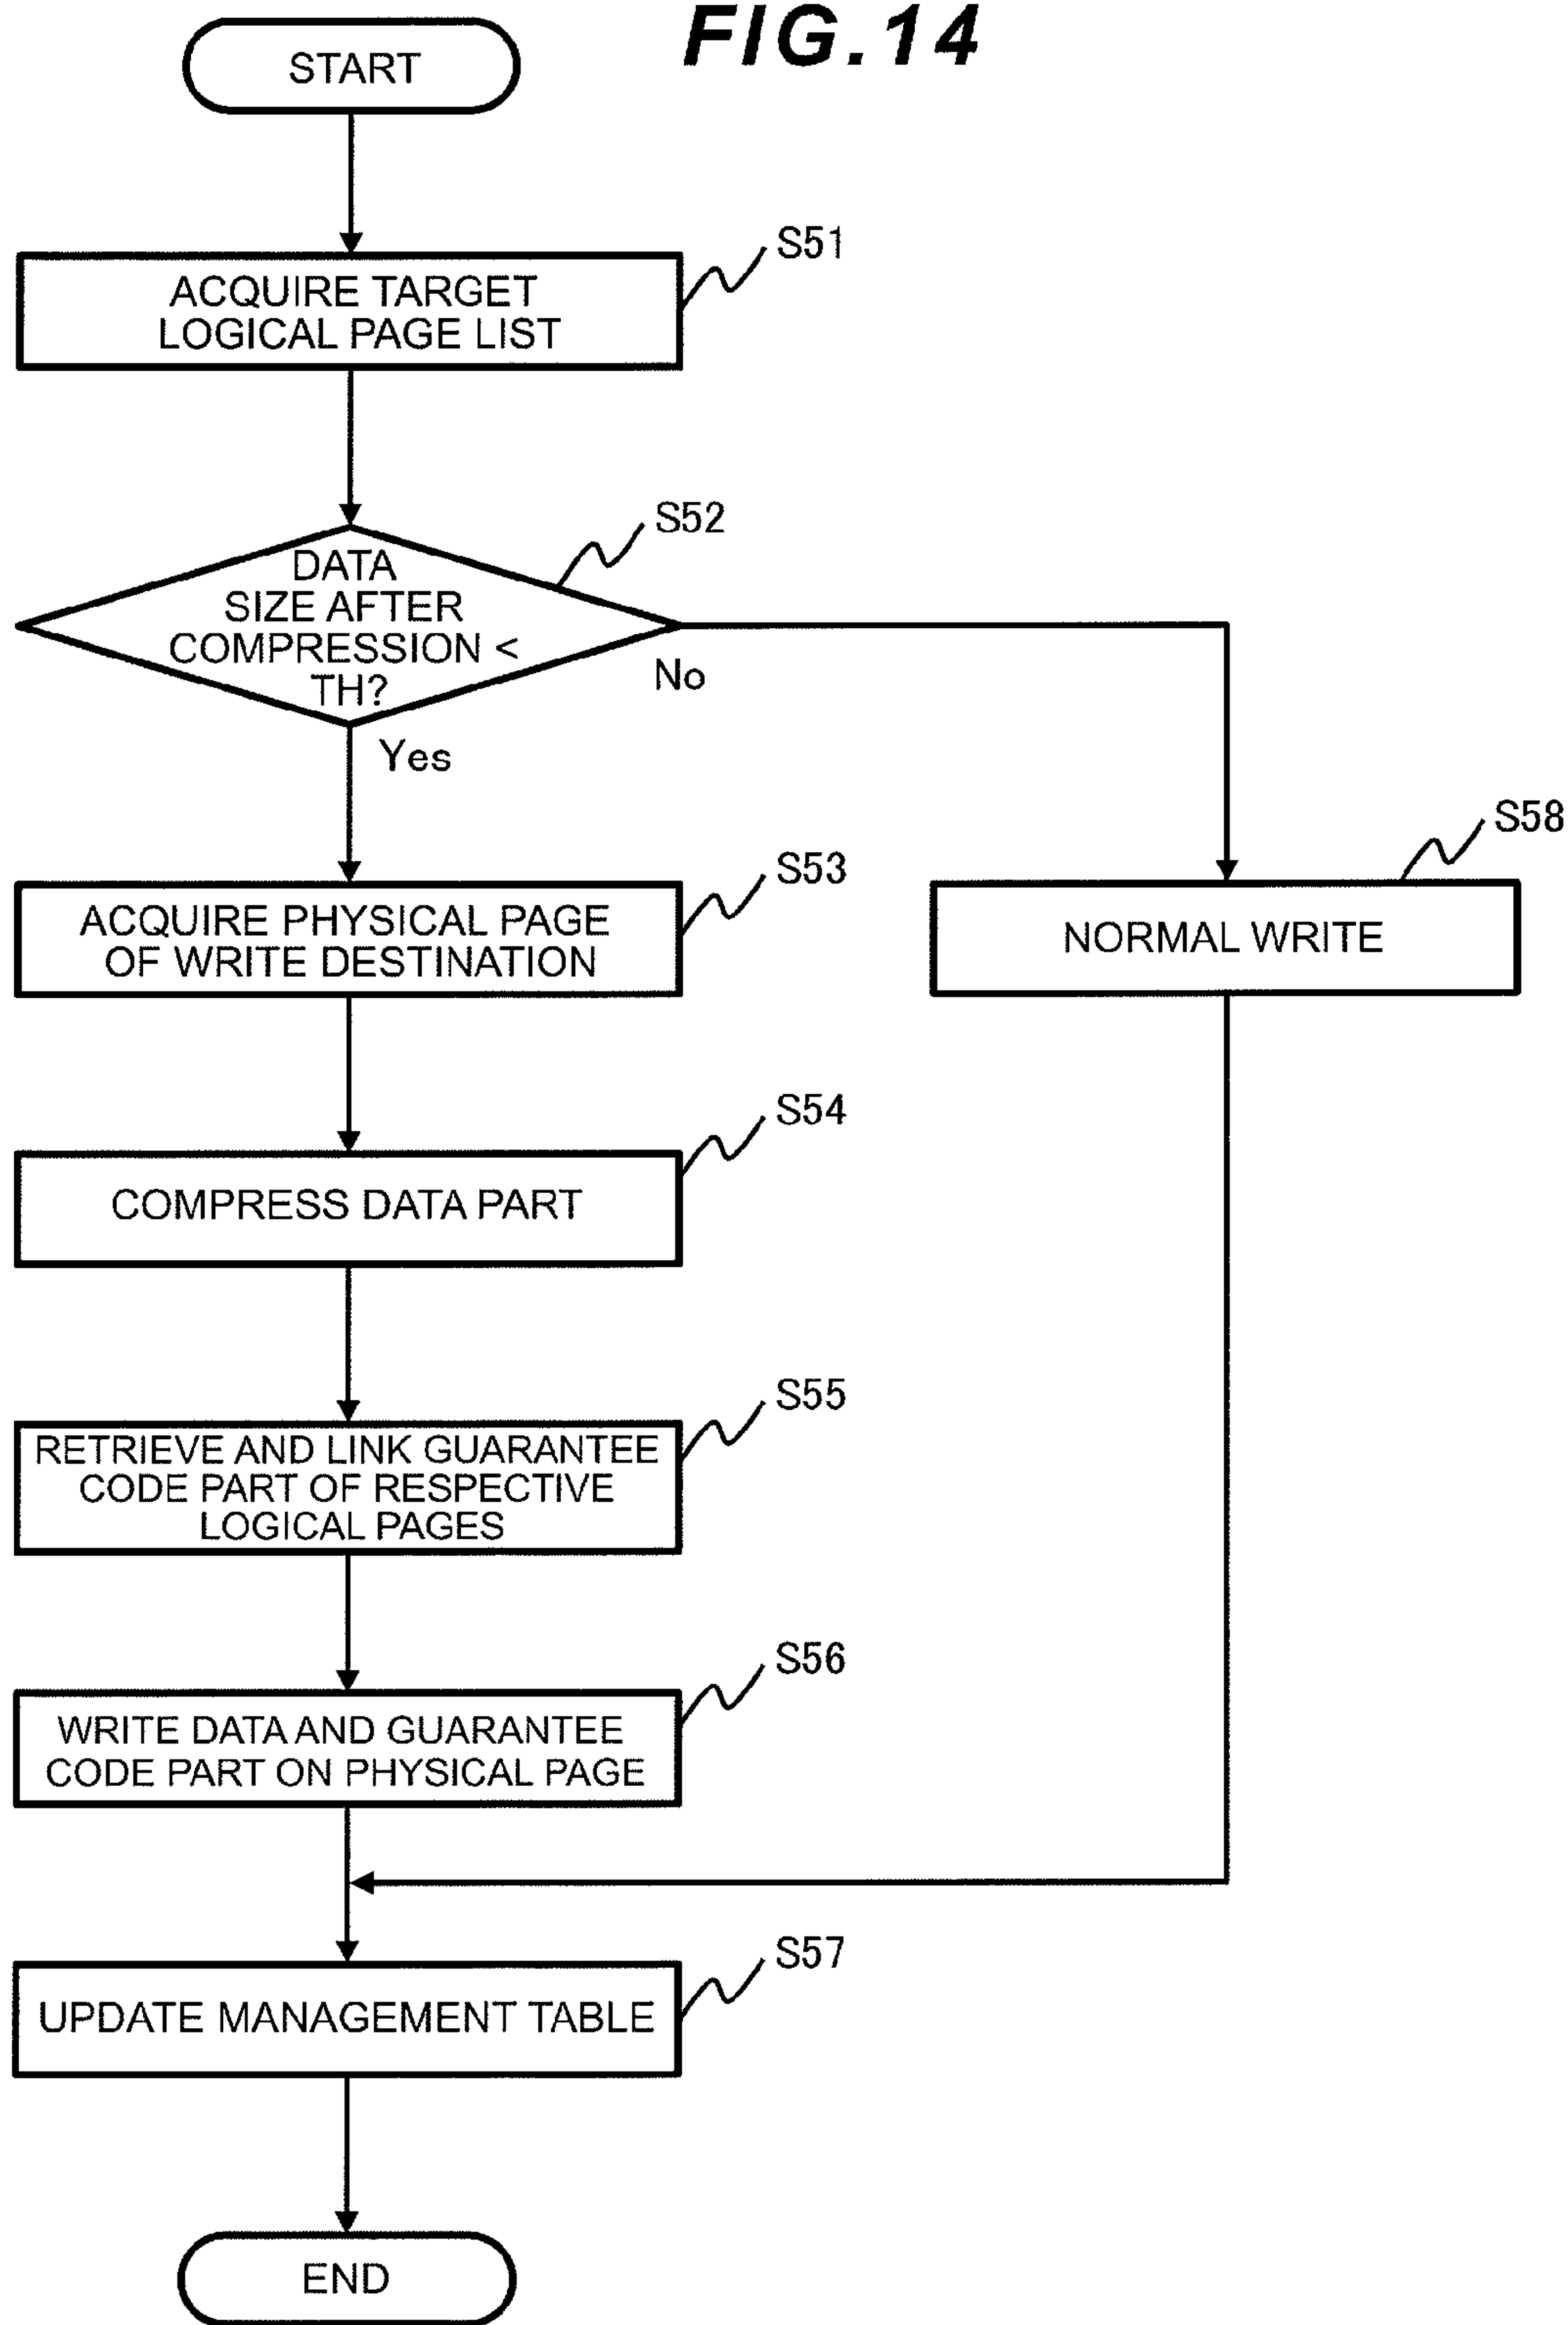 FIG.14
START
S51
ACQUIRE TARGET
LOGICAL PAGE LIST
S52
DATA
SIZE AFTER
COMPRESSION <
TH?
No
Yes
S53
ACQUIRE PHYSICAL PAGE
OF WRITE DESTINATION
S58
NORMAL WRITE
S54
COMPRESS DATA PART
S55
RETRIEVE AND LINK GUARANTEE
CODE PART OF RESPECTIVE
LOGICAL PAGES
S56
WRITE DATA AND GUARANTEE
CODE PART ON PHYSICAL PAGE
S57
UPDATE MANAGEMENT TABLE
END